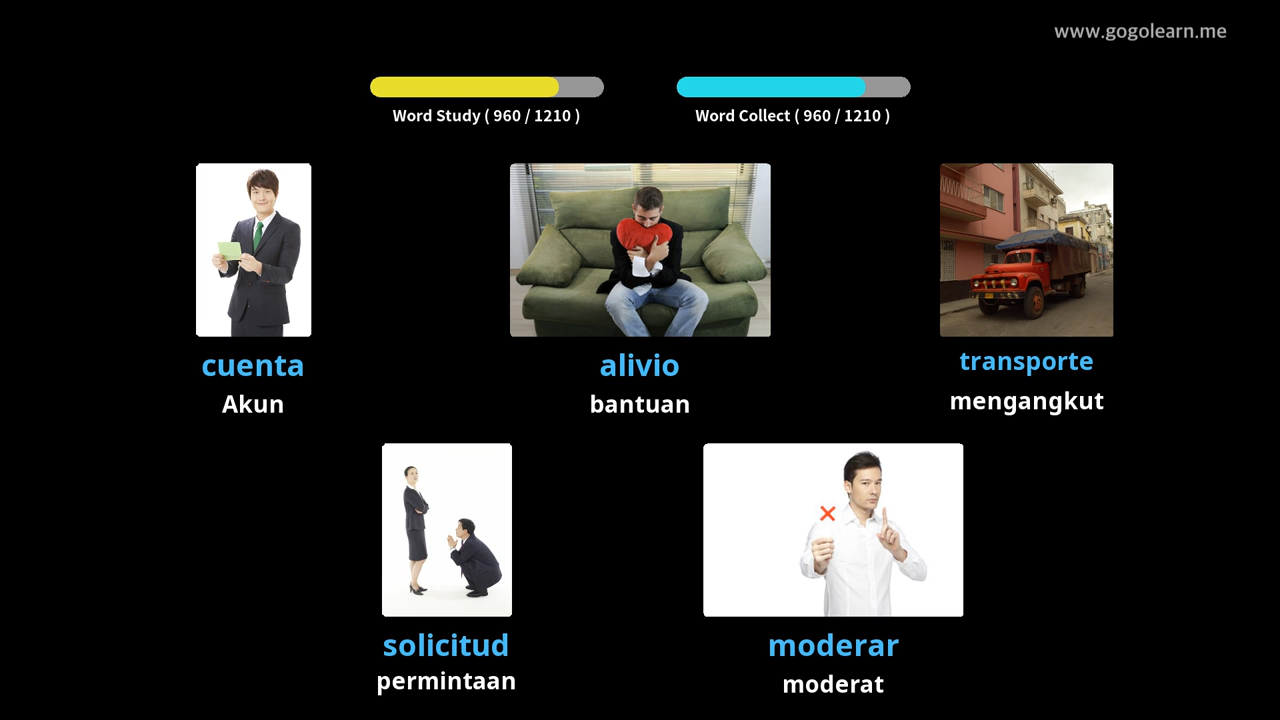 www.gogolearn.me
Word Study ( 960 / 1210 )
Word Collect ( 960 / 1210 )
cuenta
Akun
alivio
bantuan
transporte
mengangkut
solicitud
permintaan
moderar
moderat